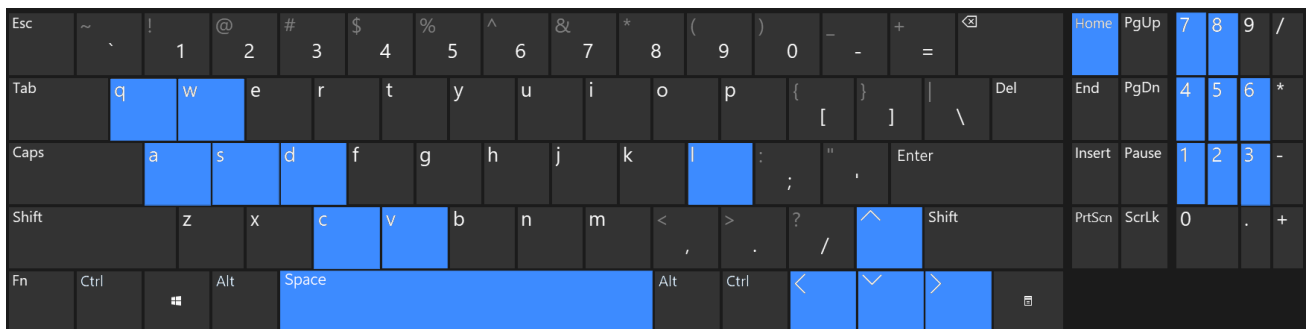 Esc ~ ` ! 1 @ 2 # 3 $ 4 % 5 ^ 6 & 7 * 8 ( 9 ) 0 _ - + = Home PgUp 7 8 9 /
Tab q w e r t y u i o p { [ } ] | \ Del End PgDn 4 5 6 *
Caps a s d f g h j k l : ; " ' Enter Insert Pause 1 2 3 -
Shift z x c v b n m < , > . ? / Shift PrtScn ScrLk 0 . +
Fn Ctrl Alt Space Alt Ctrl